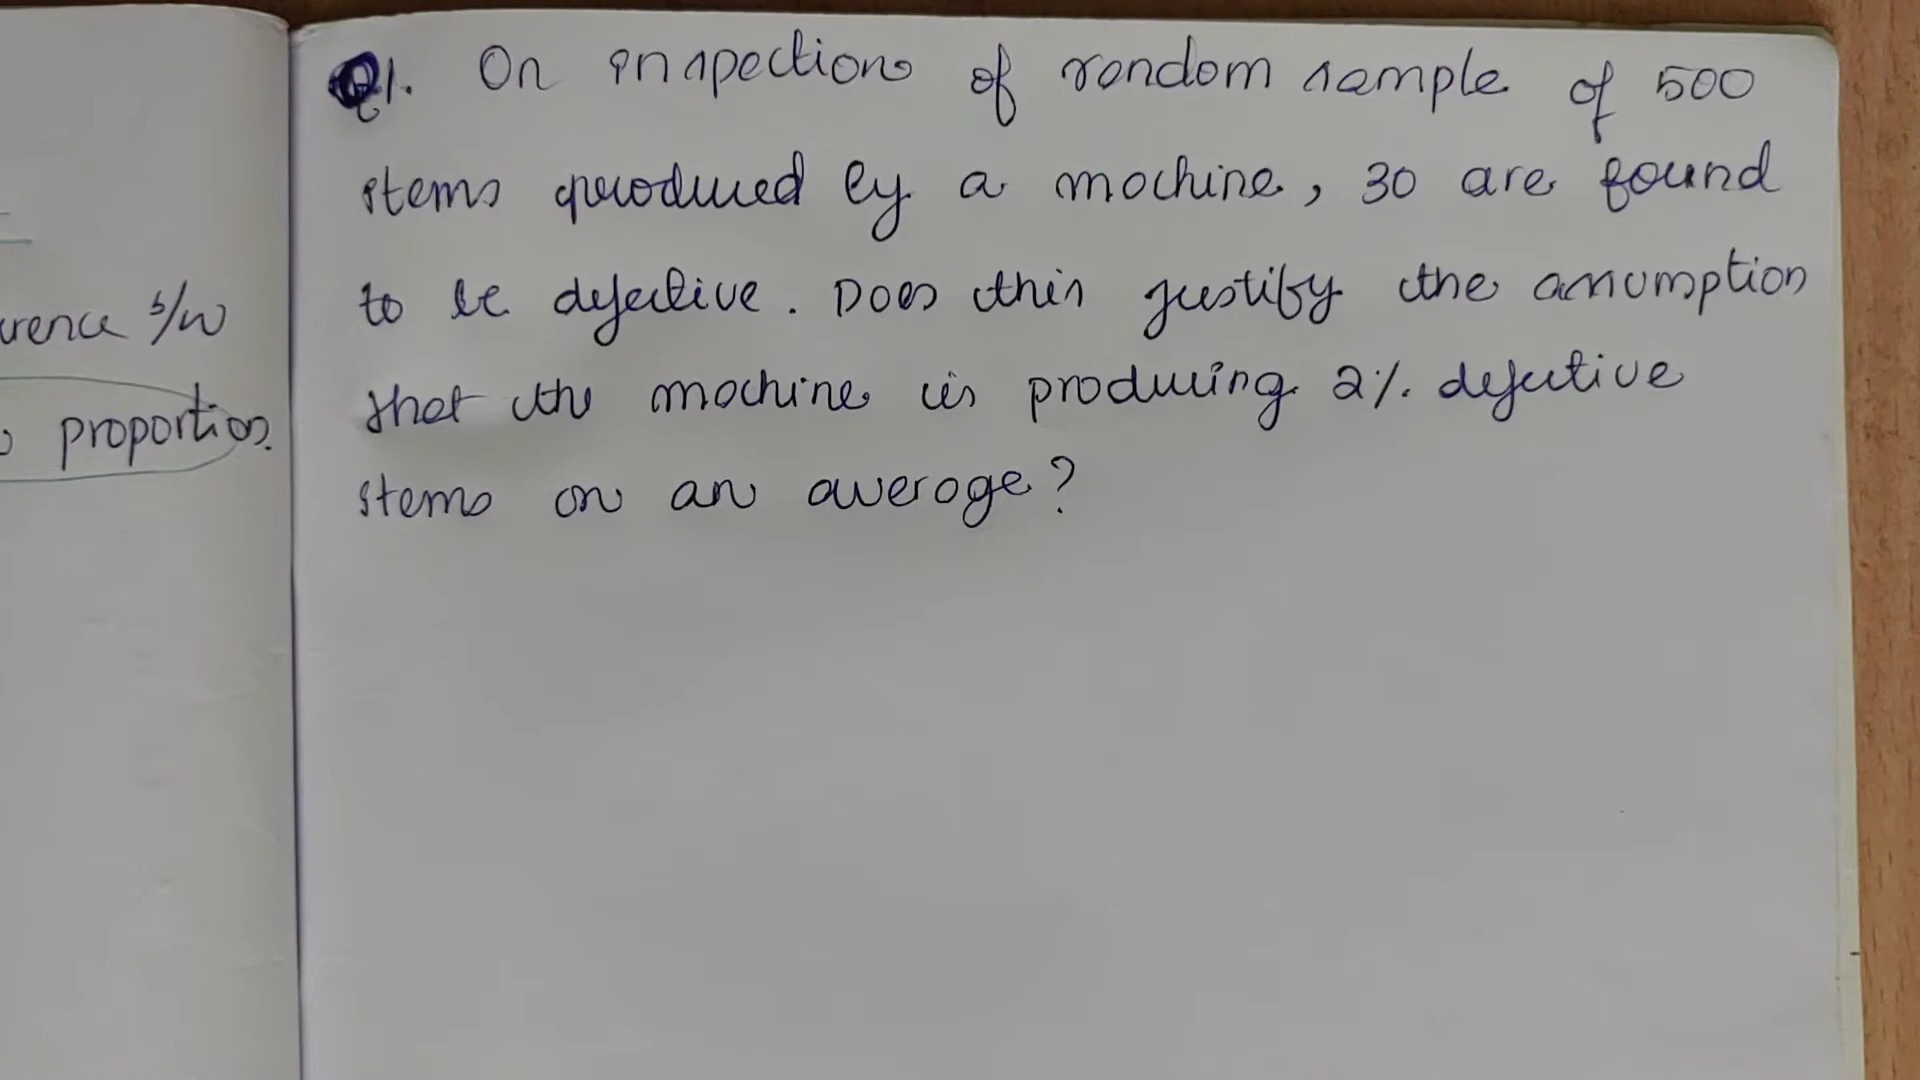 urence s/w
proportion.
Q1. On inspection of random sample of 500
items produced by a machine, 30 are found
to be defective. Does this justify the assumption
that the machine is producing 2% defective
items on an average?